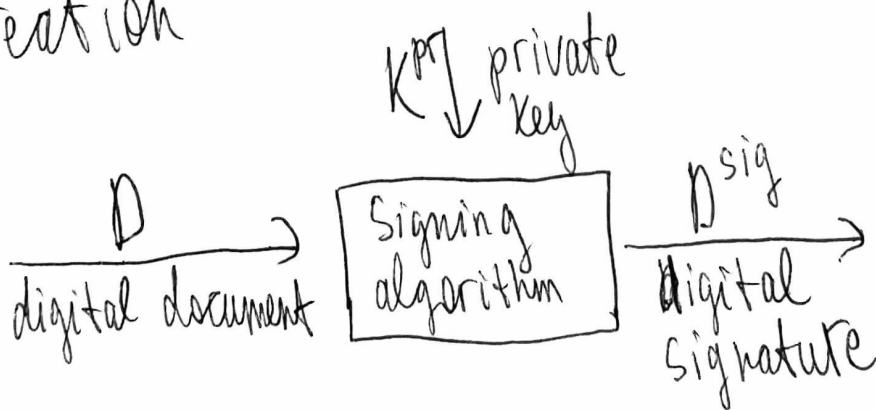 eation
K^pr private
key
D
digital document
Signing
algorithm
D^sig
digital
signature